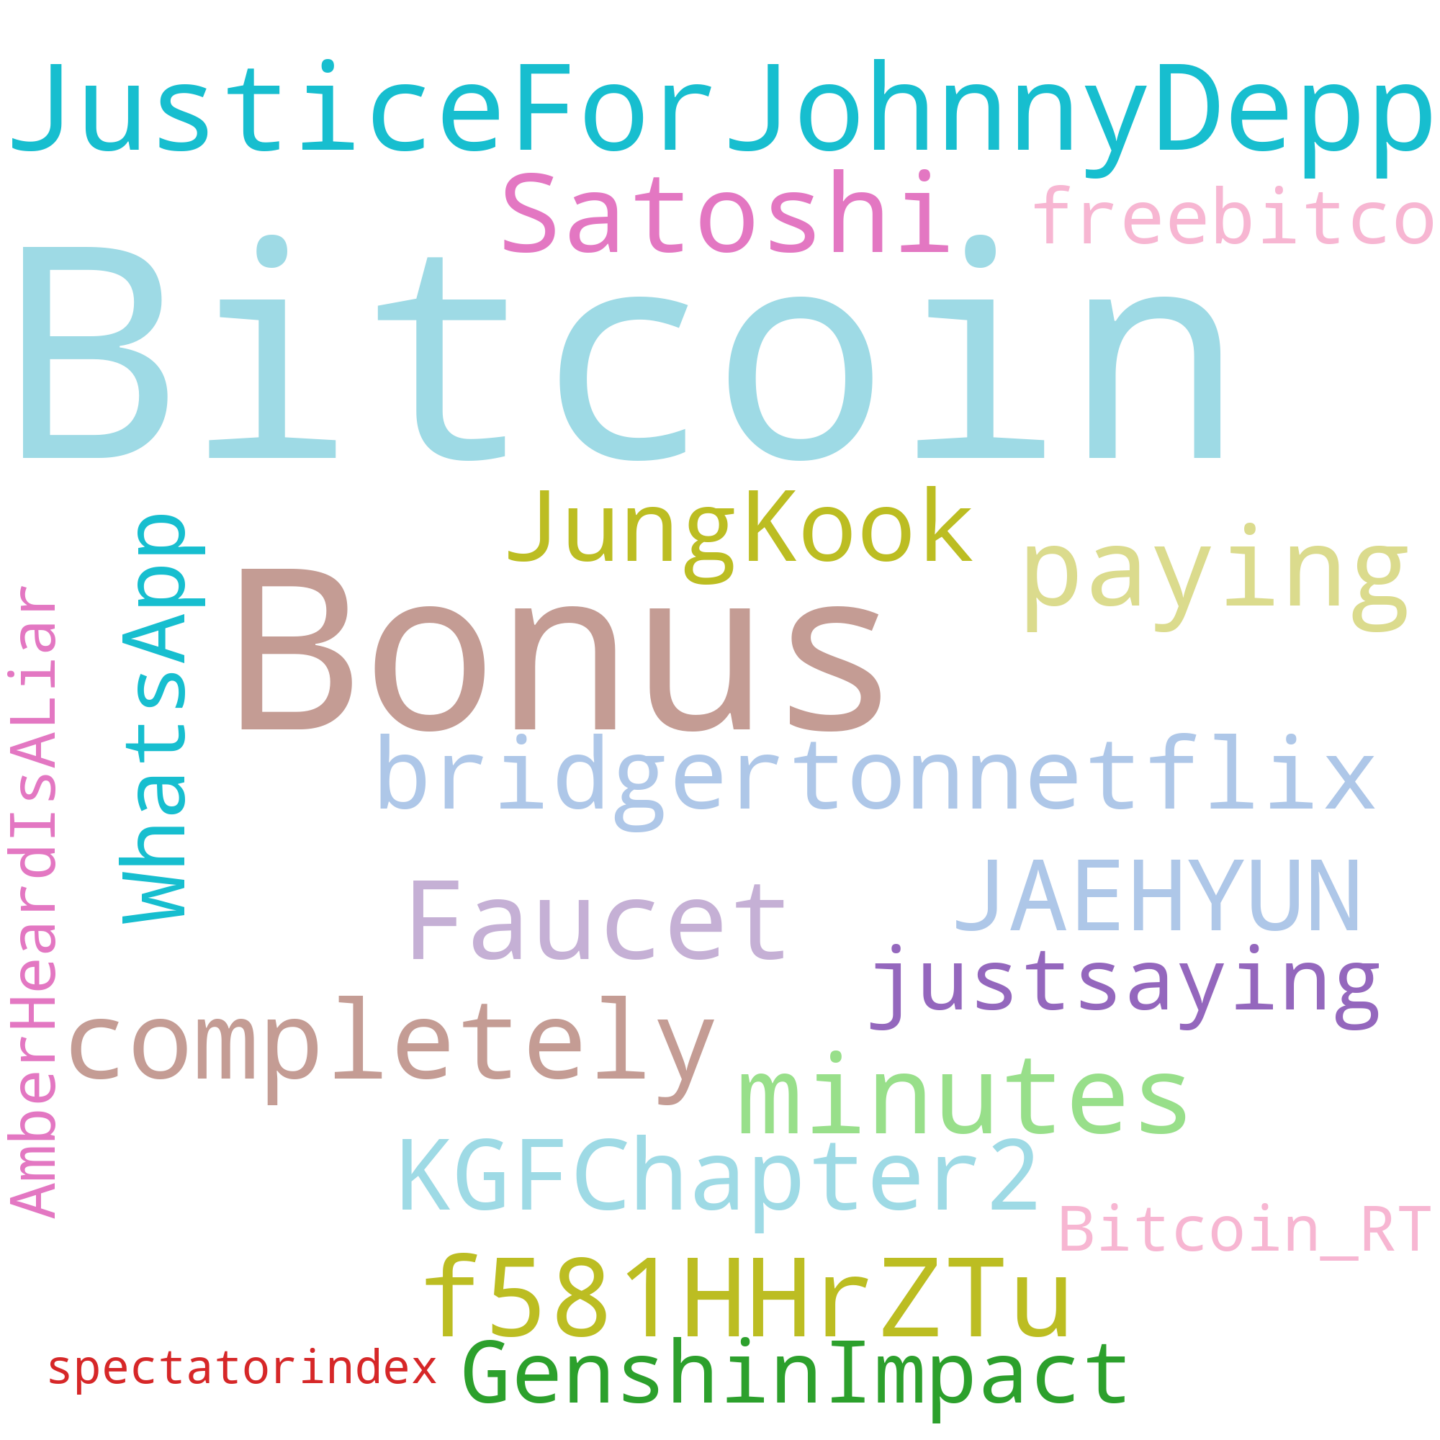 JusticeForJohnnyDepp
Satoshi
freebitco
Bitcoin
JungKook
paying
WhatsApp
Bonus
AmberHeardIsALiar
bridgertonnetflix
Faucet
JAEHYUN
justsaying
completely
minutes
KGFChapter2
Bitcoin_RT
f581HHrZTu
spectatorindex
GenshinImpact